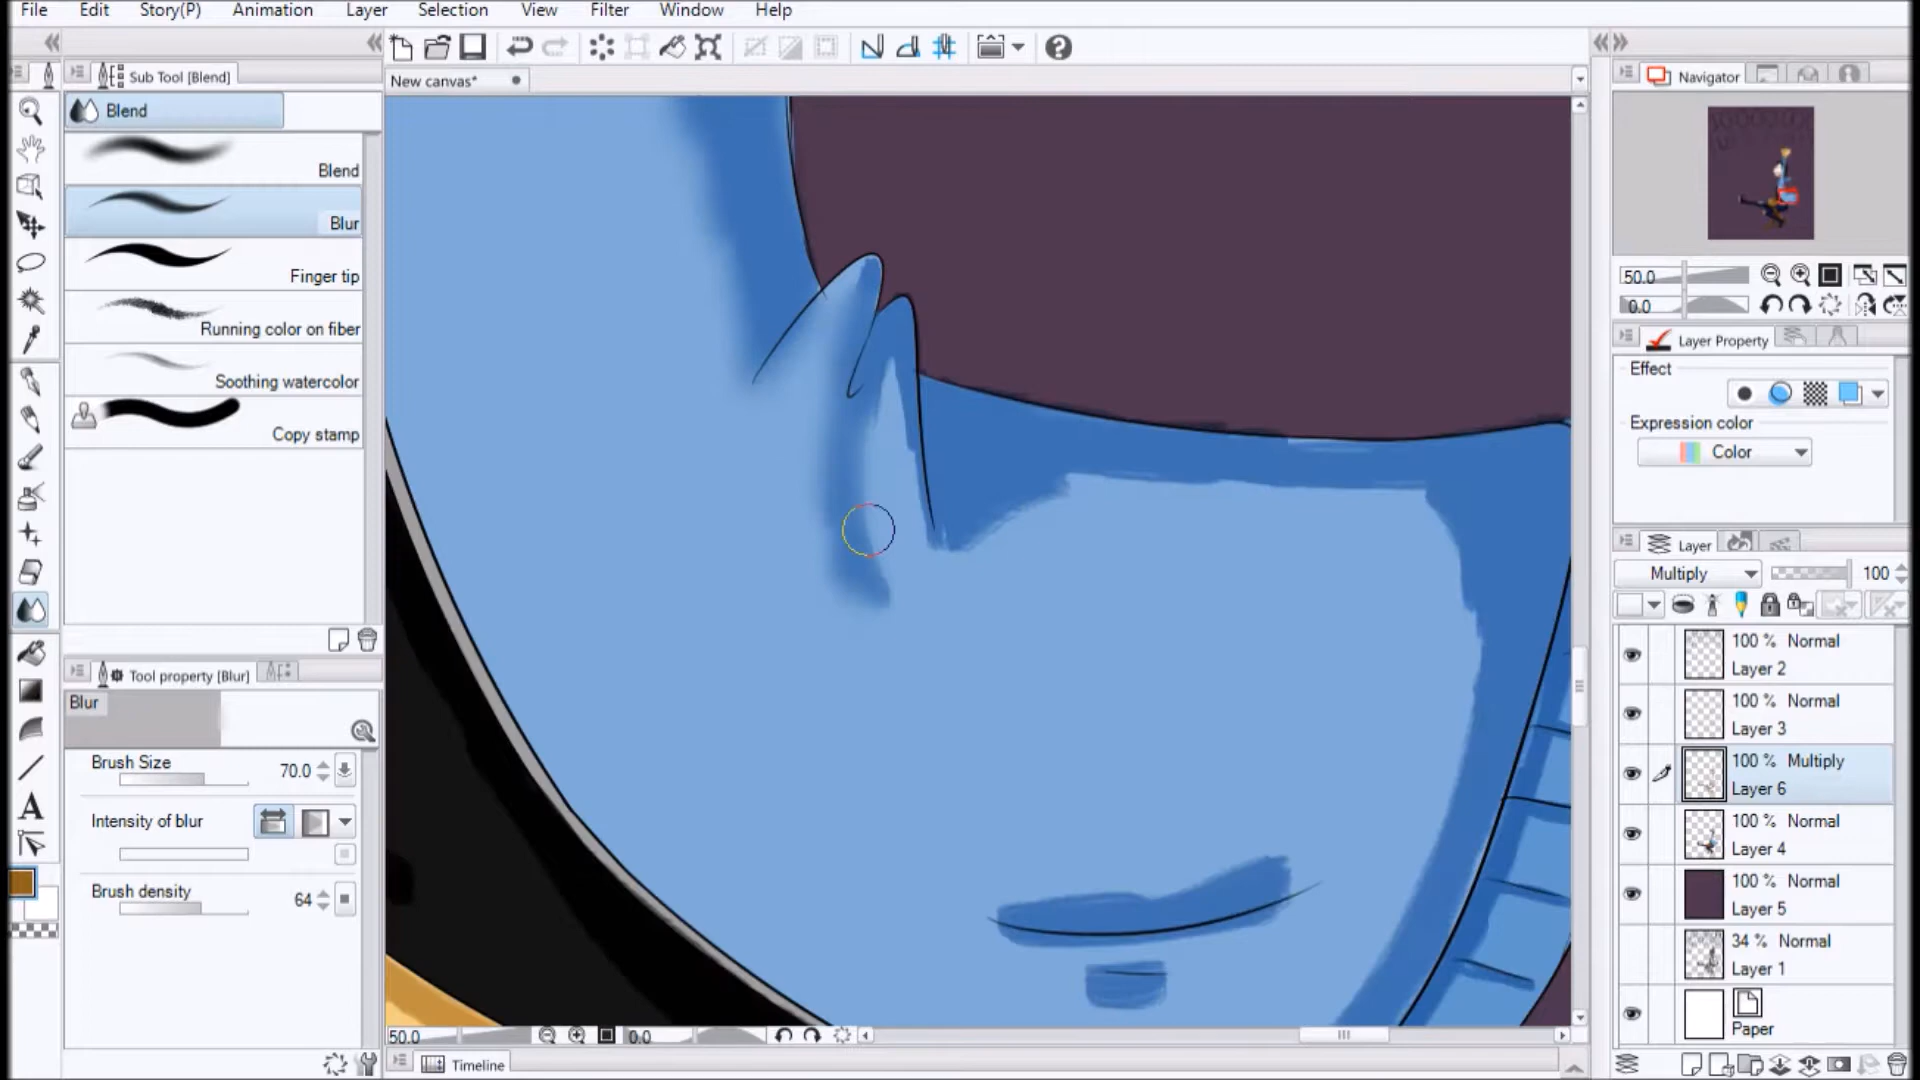 File Edit Story(P) Animation Layer Selection View Filter Window Help
Sub Tool [Blend]
Blend
Blend
Blur
Finger tip
Running color on fiber
Soothing watercolor
Copy stamp
Tool property [Blur]
Blur
Brush Size 70.0
Intensity of blur
Brush density 64
New canvas*
50.0 0.0
Timeline
Navigator
50.0
0.0
Layer Property
Effect
Expression color
Color
Layer
Multiply 100
100 % Normal
Layer 2
100 % Normal
Layer 3
100 % Multiply
Layer 6
100 % Normal
Layer 4
100 % Normal
Layer 5
34 % Normal
Layer 1
Paper